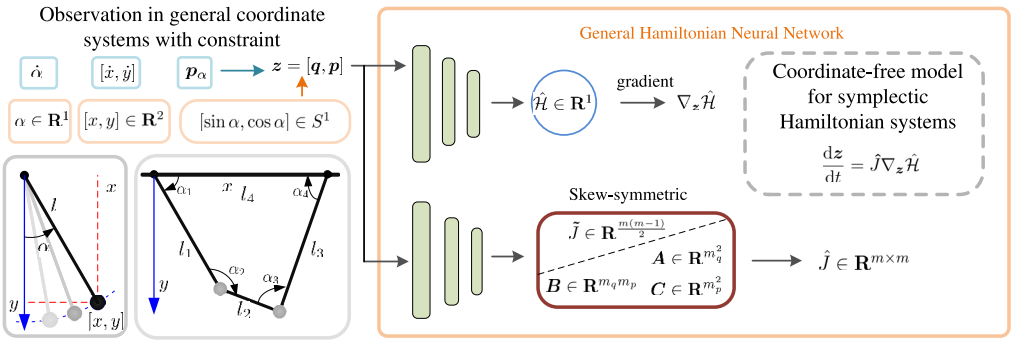 Observation in general coordinate
systems with constraint
α̇
[ẋ, ẏ]
p_α
z = [q, p]
α ∈ R^1
[x, y] ∈ R^2
[sin α, cos α] ∈ S^1
x
l
α
y
[x, y]
α_1
x
α_4
l_4
l_1
l_3
α_2
α_3
y
l_2
General Hamiltonian Neural Network
Ĥ ∈ R^1
gradient
∇_z Ĥ
Coordinate-free model
for symplectic
Hamiltonian systems
dz/dt = Ĵ∇_z Ĥ
Skew-symmetric
J̃ ∈ R^{m(m−1)/2}
A ∈ R^{m_q^2}
B ∈ R^{m_q m_p}
C ∈ R^{m_p^2}
Ĵ ∈ R^{m×m}